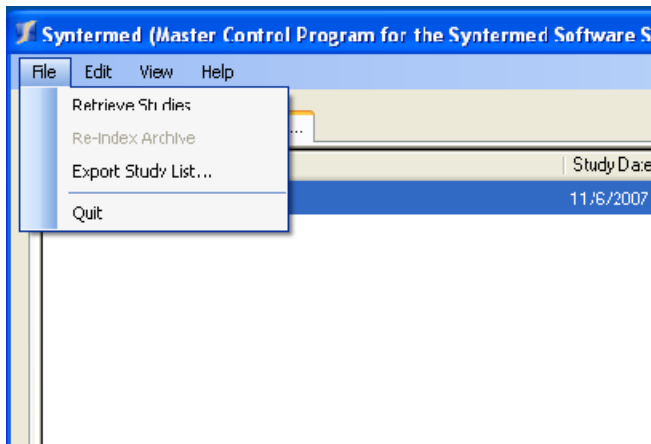 Syntermed (Master Control Program for the Syntermed Software S
File Edit View Help
Retrieve Studies
Re-Index Archive
...
Export Study List...
Study Date
Quit
11/6/2007